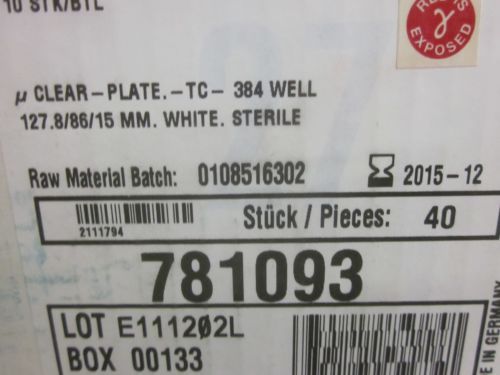 10 STK/BTL
EXPOSED
γ
µ CLEAR-PLATE.-TC- 384 WELL
127.8/86/15 MM. WHITE. STERILE
Raw Material Batch: 0108516302
2015-12
2111794
Stück / Pieces: 40
781093
LOT E111202L
BOX 00133
E IN GERMANY